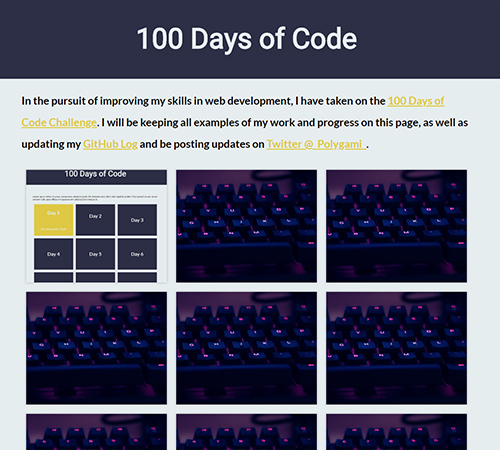 100 Days of Code
In the pursuit of improving my skills in web development, I have taken on the 100 Days of
Code Challenge. I will be keeping all examples of my work and progress on this page, as well as
updating my GitHub Log and be posting updates on Twitter @_Polygami_.
100 Days of Code
Day 1
Day 2
Day 3
Day 4
Day 5
Day 6